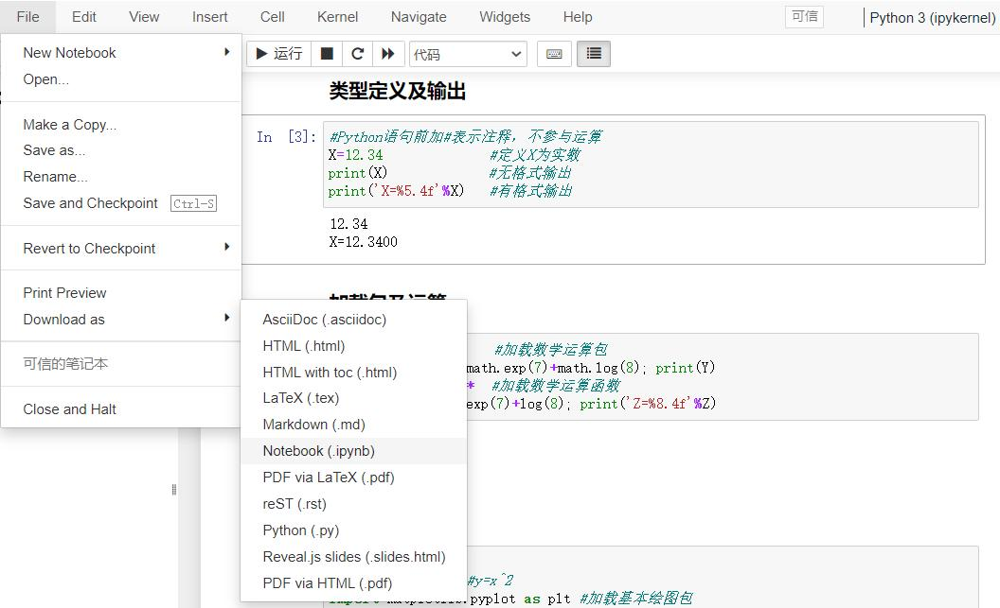 File Edit View Insert Cell Kernel Navigate Widgets Help 可信 Python 3 (ipykernel)
运行 代码
New Notebook
Open...
Make a Copy...
Save as...
Rename...
Save and Checkpoint Ctrl-S
Revert to Checkpoint
Print Preview
Download as
可信的笔记本
Close and Halt
AsciiDoc (.asciidoc)
HTML (.html)
HTML with toc (.html)
LaTeX (.tex)
Markdown (.md)
Notebook (.ipynb)
PDF via LaTeX (.pdf)
reST (.rst)
Python (.py)
Reveal.js slides (.slides.html)
PDF via HTML (.pdf)
类型定义及输出
In [3]:
#Python语句前加#表示注释，不参与运算
X=12.34 #定义X为实数
print(X) #无格式输出
print('X=%5.4f'%X) #有格式输出
12.34
X=12.3400
加载包及运算
#加载数学运算包
math.exp(7)+math.log(8); print(Y)
* #加载数学运算函数
exp(7)+log(8); print('Z=%8.4f'%Z)
#y=x^2
import matplotlib.pyplot as plt #加载基本绘图包